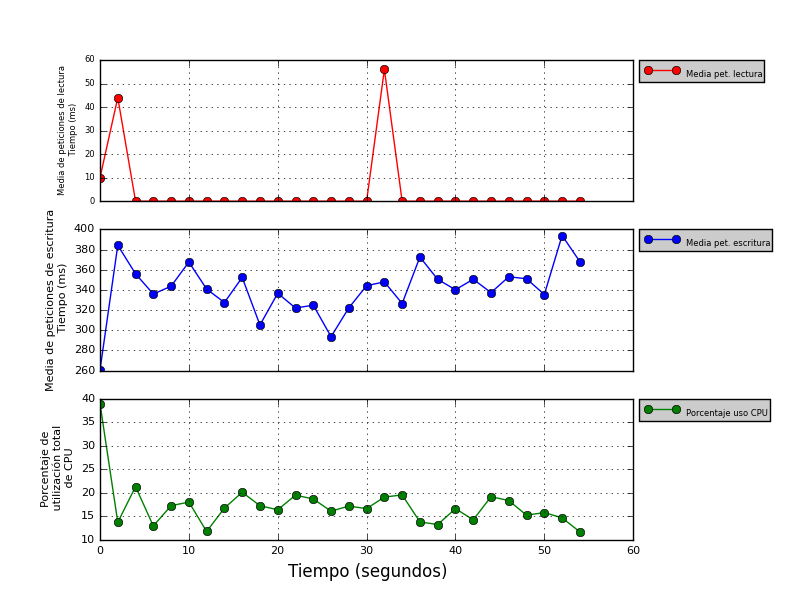 Media de peticiones de lectura
Tiempo (ms)
60
50
40
30
20
10
0
Media pet. lectura
Media de peticiones de escritura
Tiempo (ms)
400
380
360
340
320
300
280
260
Media pet. escritura
Porcentaje de
utilización total
de CPU
40
35
30
25
20
15
10
Porcentaje uso CPU
0 10 20 30 40 50 60
Tiempo (segundos)